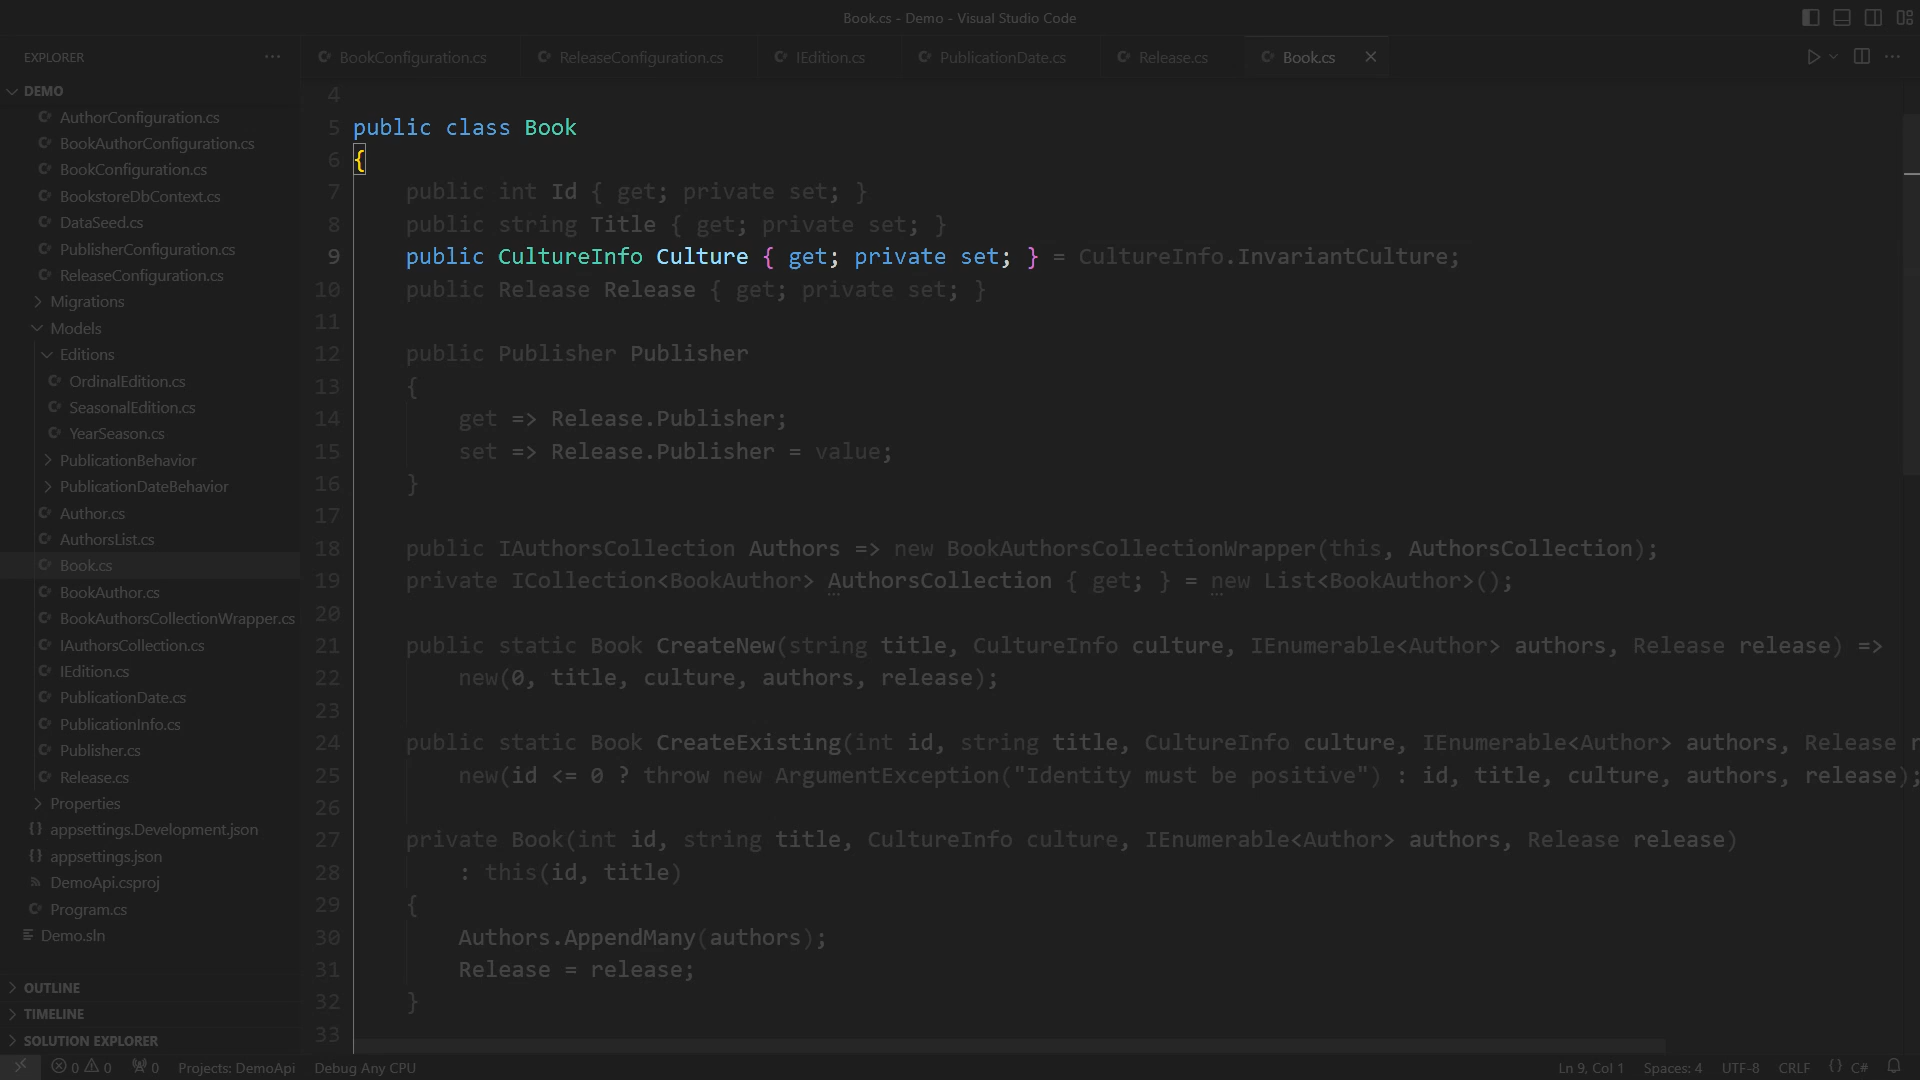 Book.cs - Demo - Visual Studio Code
EXPLORER
BookConfiguration.cs
ReleaseConfiguration.cs
IEdition.cs
PublicationDate.cs
Release.cs
Book.cs
DEMO
AuthorConfiguration.cs
BookAuthorConfiguration.cs
BookConfiguration.cs
BookstoreDbContext.cs
DataSeed.cs
PublisherConfiguration.cs
ReleaseConfiguration.cs
Migrations
Models
Editions
OrdinalEdition.cs
SeasonalEdition.cs
YearSeason.cs
PublicationBehavior
PublicationDateBehavior
Author.cs
AuthorsList.cs
Book.cs
BookAuthor.cs
BookAuthorsCollectionWrapper.cs
IAuthorsCollection.cs
IEdition.cs
PublicationDate.cs
PublicationInfo.cs
Publisher.cs
Release.cs
Properties
appsettings.Development.json
appsettings.json
DemoApi.csproj
Program.cs
Demo.sln
OUTLINE
TIMELINE
SOLUTION EXPLORER
4
5 public class Book
6 {
7 public int Id { get; private set; }
8 public string Title { get; private set; }
9 public CultureInfo Culture { get; private set; } = CultureInfo.InvariantCulture;
10 public Release Release { get; private set; }
11
12 public Publisher Publisher
13 {
14 get => Release.Publisher;
15 set => Release.Publisher = value;
16 }
17
18 public IAuthorsCollection Authors => new BookAuthorsCollectionWrapper(this, AuthorsCollection);
19 private ICollection<BookAuthor> AuthorsCollection { get; } = new List<BookAuthor>();
20
21 public static Book CreateNew(string title, CultureInfo culture, IEnumerable<Author> authors, Release release) =>
22 new(0, title, culture, authors, release);
23
24 public static Book CreateExisting(int id, string title, CultureInfo culture, IEnumerable<Author> authors, Release r
25 new(id <= 0 ? throw new ArgumentException("Identity must be positive") : id, title, culture, authors, release);
26
27 private Book(int id, string title, CultureInfo culture, IEnumerable<Author> authors, Release release)
28 : this(id, title)
29 {
30 Authors.AppendMany(authors);
31 Release = release;
32 }
33
0 0 0 Projects: DemoApi Debug Any CPU Ln 9, Col 1 Spaces: 4 UTF-8 CRLF {} C#